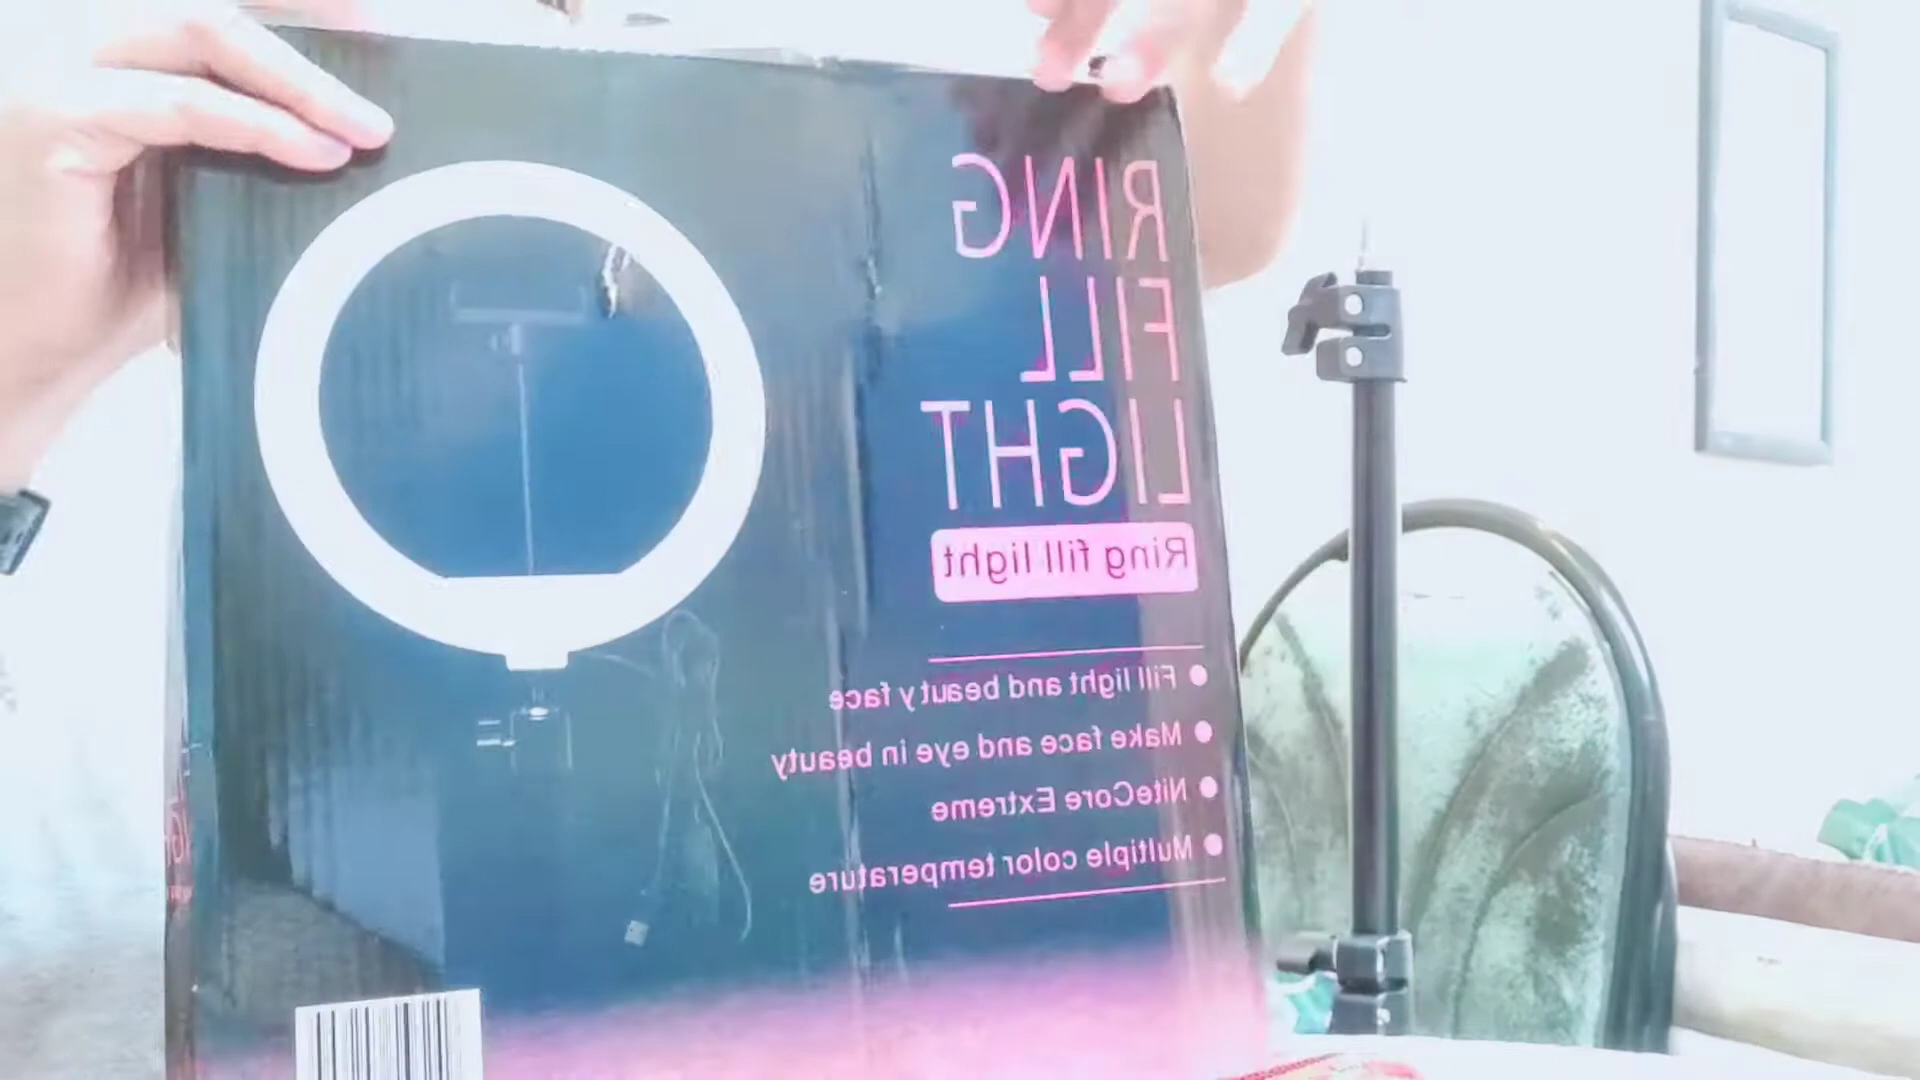 RING
FILL
LIGHT
Ring fill light
Fill light and beauty face
Make face and eye in beauty
NiteCore Extreme
Multiple color temperature